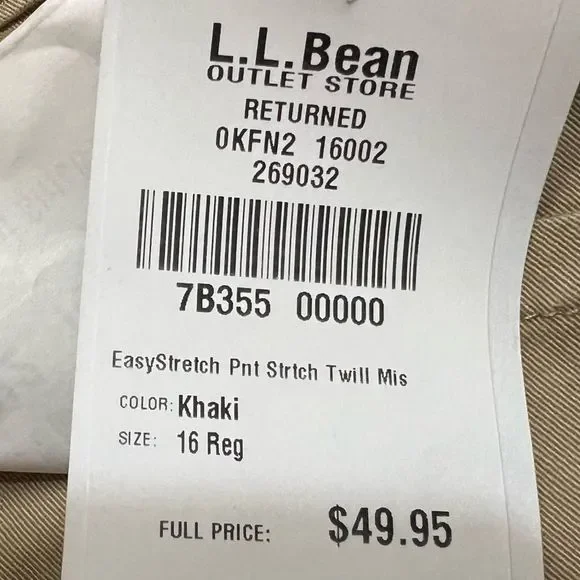 L.L.Bean
OUTLET STORE
RETURNED
0KFN2 16002
269032
7B355 00000
EasyStretch Pnt Strtch Twill Mis
COLOR: Khaki
SIZE: 16 Reg
FULL PRICE: $49.95